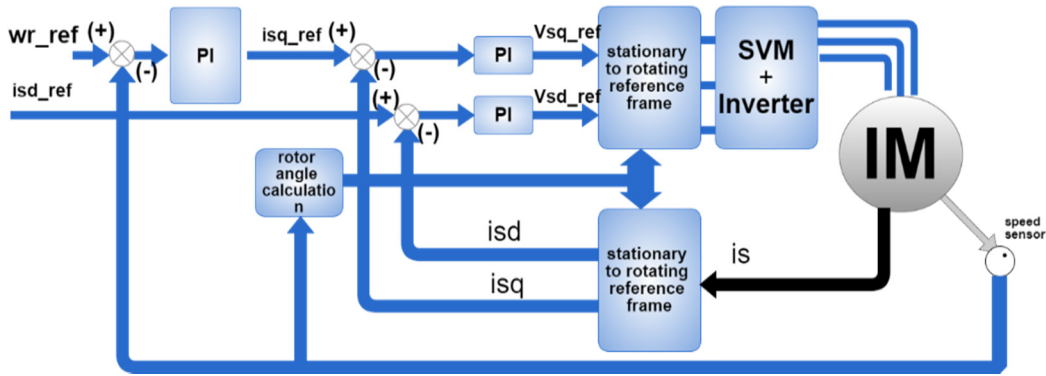 wr_ref
(+)
(-)
PI
isq_ref
(+)
(-)
PI
Vsq_ref
isd_ref
(+)
(-)
PI
Vsd_ref
stationary
to rotating
reference
frame
SVM
+
Inverter
IM
rotor
angle
calculatio
n
isd
isq
stationary
to rotating
reference
frame
is
speed
sensor